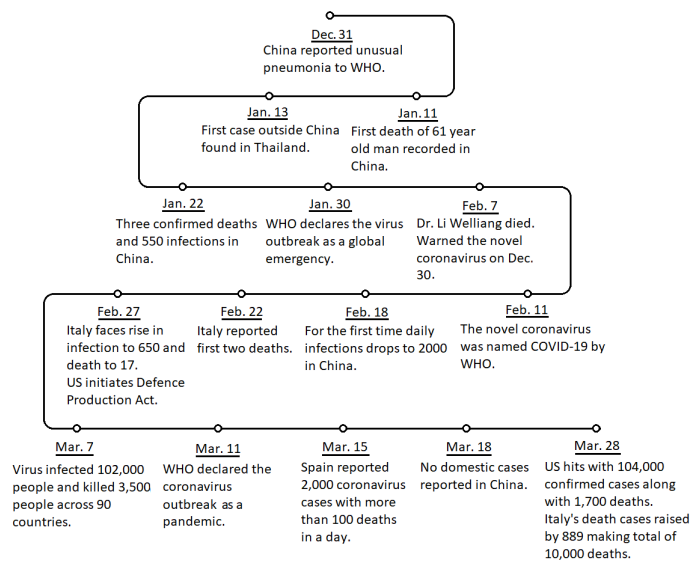 Dec. 31
China reported unusual
pneumonia to WHO.
Jan. 13
First case outside China
found in Thailand.
Jan. 11
First death of 61 year
old man recorded in
China.
Jan. 22
Three confirmed deaths
and 550 infections in
China.
Jan. 30
WHO declares the virus
outbreak as a global
emergency.
Feb. 7
Dr. Li Welliang died.
Warned the novel
coronavirus on Dec.
30.
Feb. 27
Italy faces rise in
infection to 650 and
death to 17.
US initiates Defence
Production Act.
Feb. 22
Italy reported
first two deaths.
Feb. 18
For the first time daily
infections drops to 2000
in China.
Feb. 11
The novel coronavirus
was named COVID-19 by
WHO.
Mar. 7
Virus infected 102,000
people and killed 3,500
people across 90
countries.
Mar. 11
WHO declared the
coronavirus
outbreak as a
pandemic.
Mar. 15
Spain reported
2,000 coronavirus
cases with more
than 100 deaths
in a day.
Mar. 18
No domestic cases
reported in China.
Mar. 28
US hits with 104,000
confirmed cases along
with 1,700 deaths.
Italy's death cases raised
by 889 making total of
10,000 deaths.